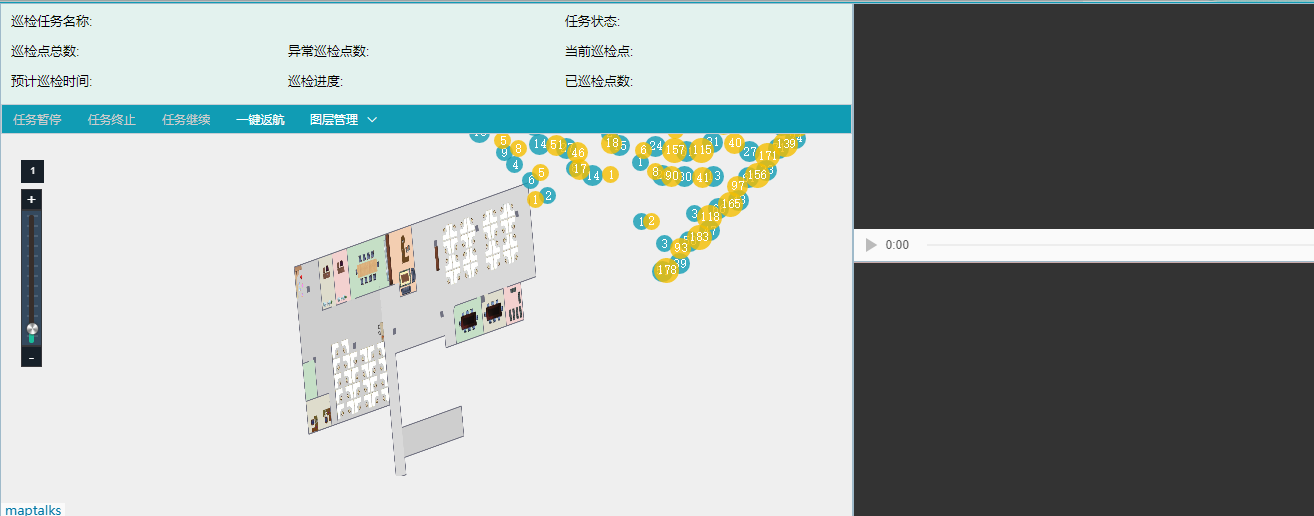 巡检任务名称: 任务状态:
巡检点总数: 异常巡检点数: 当前巡检点:
预计巡检时间: 巡检进度: 已巡检点数:
任务暂停 任务终止 任务继续 一键返航 图层管理
1
+
-
5 14 51 18 5 24 157 115 40 139
9 8 46 6 27 171
4 17 14 1 1 8 90 30 41 3 156
6 5 97
1 2 165
1 2 3 118
3 93 183
178 39
0:00
maptalks